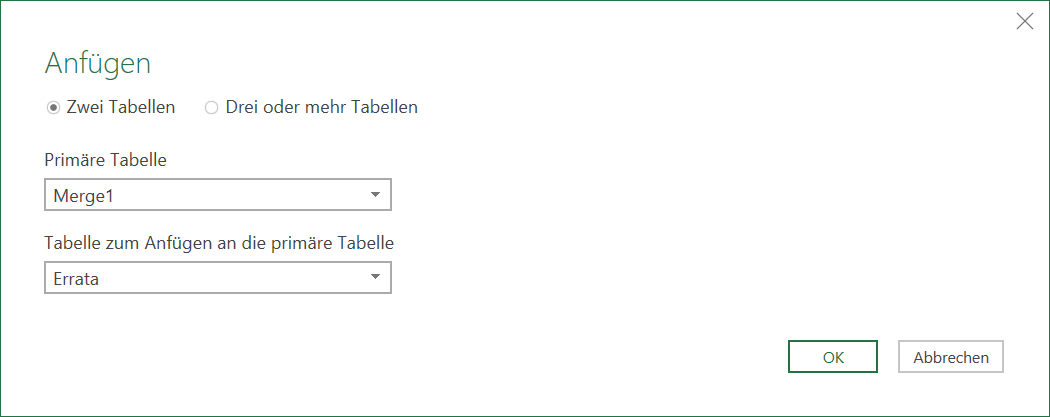 Anfügen
Zwei Tabellen Drei oder mehr Tabellen
Primäre Tabelle
Merge1
Tabelle zum Anfügen an die primäre Tabelle
Errata
OK Abbrechen